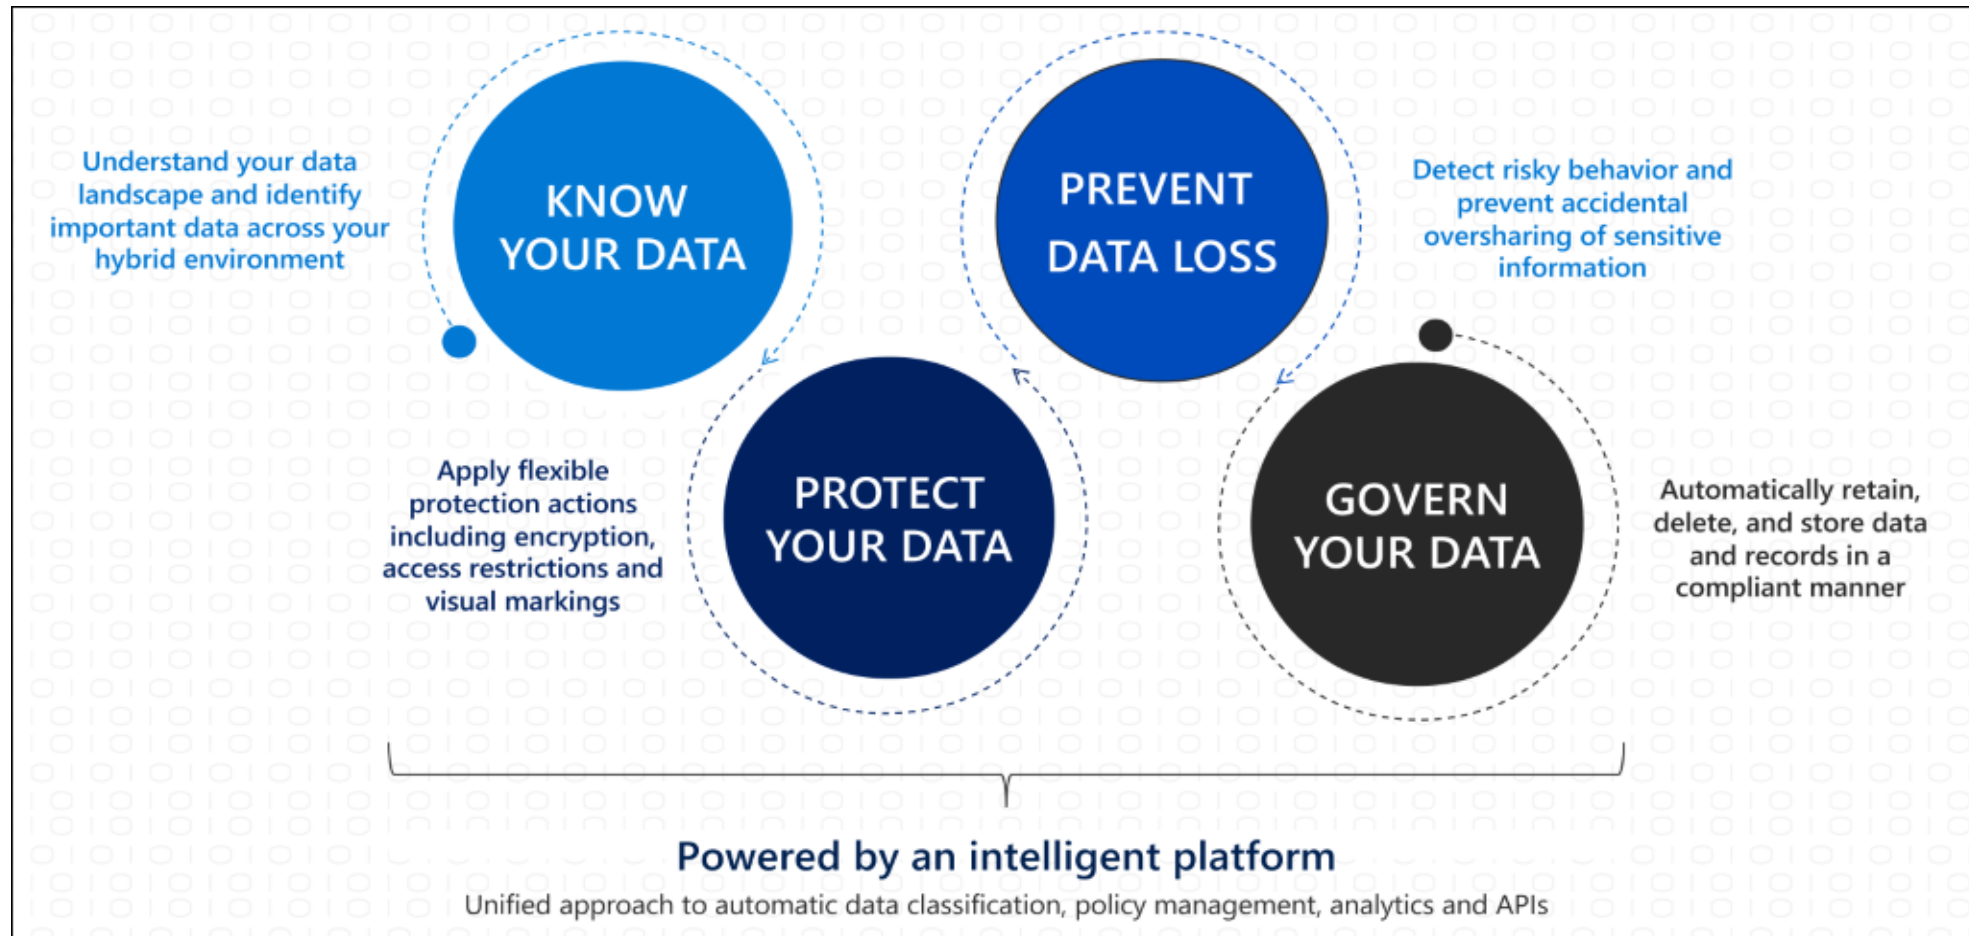 Understand your data
landscape and identify
important data across your
hybrid environment
KNOW
YOUR DATA
Apply flexible
protection actions
including encryption,
access restrictions and
visual markings
PROTECT
YOUR DATA
PREVENT
DATA LOSS
Detect risky behavior and
prevent accidental
oversharing of sensitive
information
GOVERN
YOUR DATA
Automatically retain,
delete, and store data
and records in a
compliant manner
Powered by an intelligent platform
Unified approach to automatic data classification, policy management, analytics and APIs